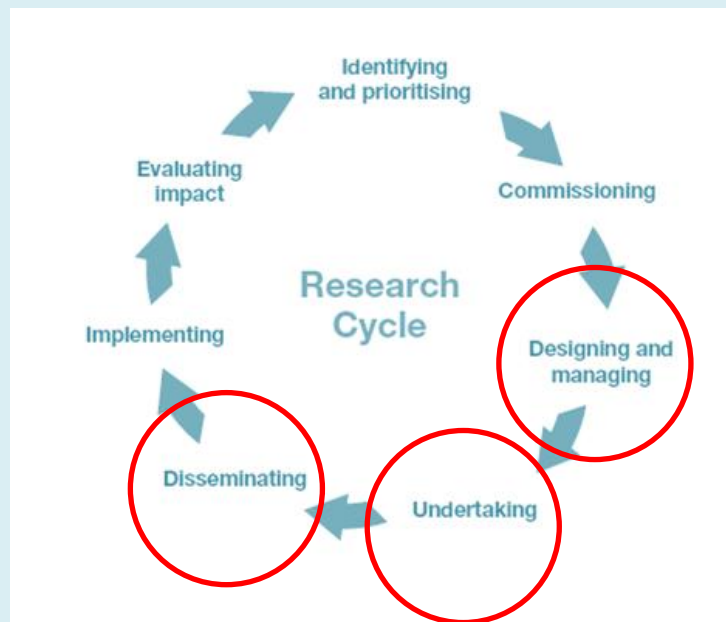 Identifying
and prioritising
Commissioning
Designing and
managing
Undertaking
Disseminating
Implementing
Evaluating
impact
Research
Cycle